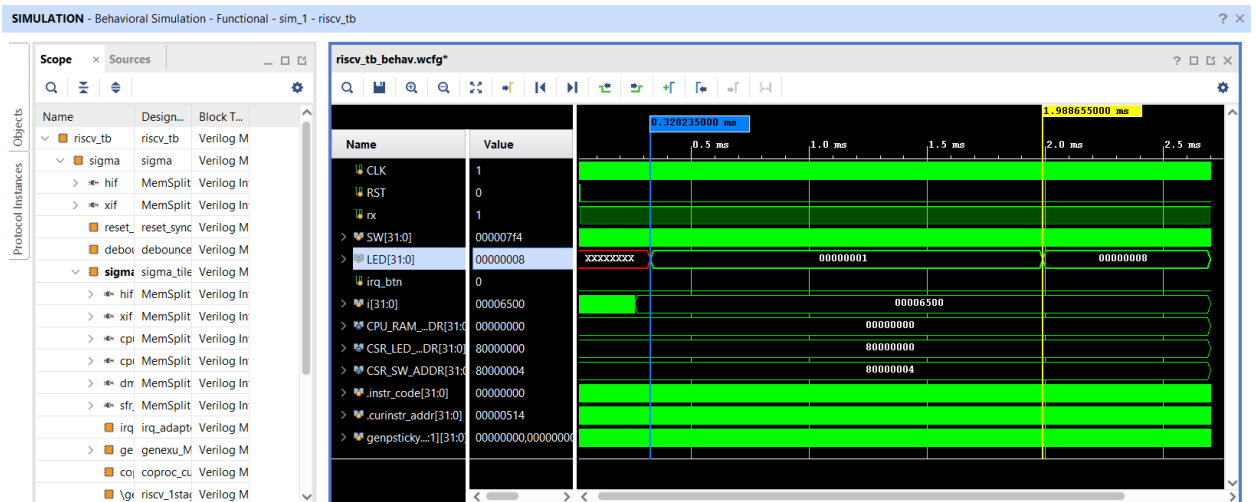 SIMULATION - Behavioral Simulation - Functional - sim_1 - riscv_tb
Objects
Protocol Instances
Scope
Sources
Name Design... Block T...
riscv_tb riscv_tb Verilog M
sigma sigma Verilog M
hif MemSplit Verilog In
xif MemSplit Verilog In
reset_ reset_sync Verilog M
debou debounce Verilog M
sigma sigma_tile Verilog M
hif MemSplit Verilog In
xif MemSplit Verilog In
cpu MemSplit Verilog In
cpu MemSplit Verilog In
dm MemSplit Verilog In
sfr_ MemSplit Verilog In
irq irq_adapt Verilog M
ge genexu_M Verilog M
co coproc_cu Verilog M
\ge riscv_1sta Verilog M
riscv_tb_behav.wcfg*
Name Value
CLK 1
RST 0
rx 1
SW[31:0] 000007f4
LED[31:0] 00000008
irq_btn 0
i[31:0] 00006500
CPU_RAM_...DR[31:0 00000000
CSR_LED_...DR[31:0] 80000000
CSR_SW_ADDR[31:0 80000004
.instr_code[31:0] 00000000
.curinstr_addr[31:0] 00000514
genpsticky...:1][31:0] 00000000,00000000
1.988655000 ms
0.328235000 ms
0.5 ms 1.0 ms 1.5 ms 2.0 ms 2.5 ms
XXXXXXXX 00000001 00000008
00006500
00000000
80000000
80000004